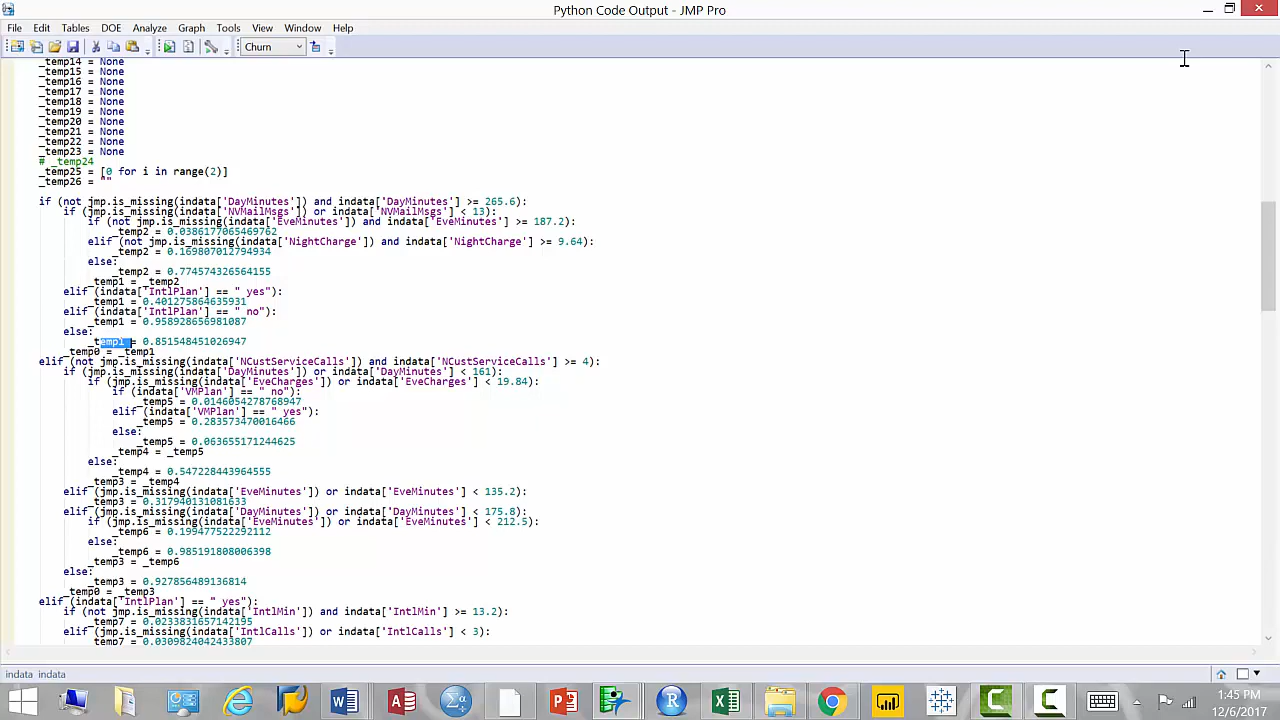 Python Code Output - JMP Pro
File Edit Tables DOE Analyze Graph Tools View Window Help
Churn
_temp14 = None
_temp15 = None
_temp16 = None
_temp17 = None
_temp18 = None
_temp19 = None
_temp20 = None
_temp21 = None
_temp22 = None
_temp23 = None
# _temp24
_temp25 = [0 for i in range(2)]
_temp26 = ""
if (not jmp.is_missing(indata['DayMinutes']) and indata['DayMinutes'] >= 265.6):
if (jmp.is_missing(indata['NVMailMsgs']) or indata['NVMailMsgs'] < 13):
if (not jmp.is_missing(indata['EveMinutes']) and indata['EveMinutes'] >= 187.2):
_temp2 = 0.0386177065469762
elif (not jmp.is_missing(indata['NightCharge']) and indata['NightCharge'] >= 9.64):
_temp2 = 0.169807012794934
else:
_temp2 = 0.774574326564155
_temp1 = _temp2
elif (indata['IntlPlan'] == " yes"):
_temp1 = 0.401275864635931
elif (indata['IntlPlan'] == " no"):
_temp1 = 0.958928656981087
else:
_temp1 = 0.851548451026947
_temp0 = _temp1
elif (not jmp.is_missing(indata['NCustServiceCalls']) and indata['NCustServiceCalls'] >= 4):
if (jmp.is_missing(indata['DayMinutes']) or indata['DayMinutes'] < 161):
if (jmp.is_missing(indata['EveCharges']) or indata['EveCharges'] < 19.84):
if (indata['VMPlan'] == " no"):
_temp5 = 0.0146054278768947
elif (indata['VMPlan'] == " yes"):
_temp5 = 0.283573470016466
else:
_temp5 = 0.063655171244625
_temp4 = _temp5
else:
_temp4 = 0.547228443964555
_temp3 = _temp4
elif (jmp.is_missing(indata['EveMinutes']) or indata['EveMinutes'] < 135.2):
_temp3 = 0.317940131081633
elif (jmp.is_missing(indata['DayMinutes']) or indata['DayMinutes'] < 175.8):
if (jmp.is_missing(indata['EveMinutes']) or indata['EveMinutes'] < 212.5):
_temp6 = 0.199477522292112
else:
_temp6 = 0.985191808006398
_temp3 = _temp6
else:
_temp3 = 0.927856489136814
_temp0 = _temp3
elif (indata['IntlPlan'] == " yes"):
if (not jmp.is_missing(indata['IntlMin']) and indata['IntlMin'] >= 13.2):
_temp7 = 0.0233831657142195
elif (jmp.is_missing(indata['IntlCalls']) or indata['IntlCalls'] < 3):
_temp7 = 0.0309824042433807
indata indata
1:45 PM
12/6/2017